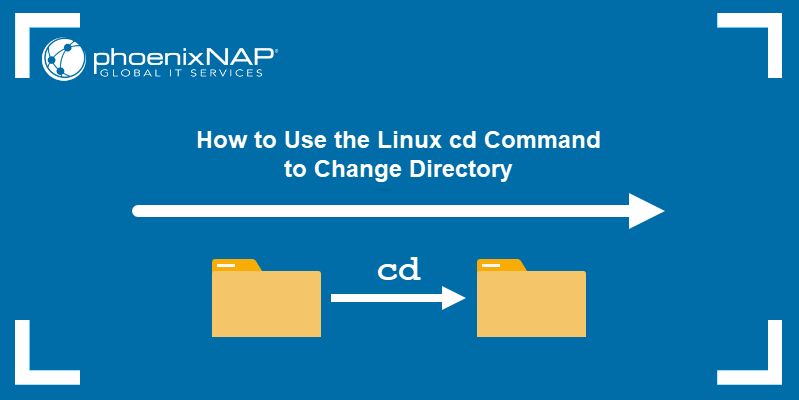 phoenixNAP®
GLOBAL IT SERVICES
How to Use the Linux cd Command
to Change Directory
cd